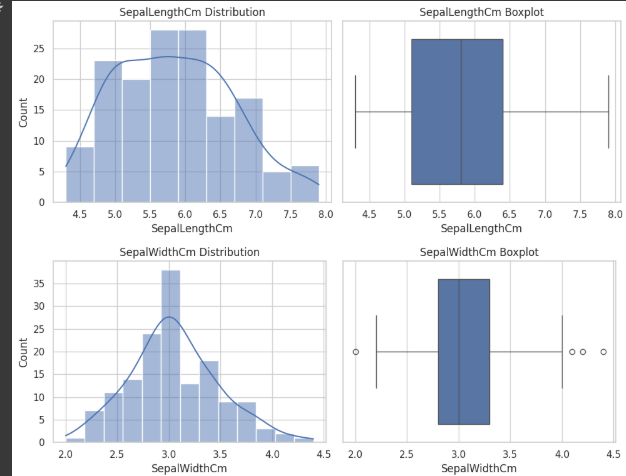 SepalLengthCm Distribution
SepalLengthCm Boxplot
Count
25
20
15
10
5
0
4.5 5.0 5.5 6.0 6.5 7.0 7.5 8.0
SepalLengthCm
4.5 5.0 5.5 6.0 6.5 7.0 7.5 8.0
SepalLengthCm
SepalWidthCm Distribution
SepalWidthCm Boxplot
Count
35
30
25
20
15
10
5
0
2.0 2.5 3.0 3.5 4.0 4.5
SepalWidthCm
2.0 2.5 3.0 3.5 4.0 4.5
SepalWidthCm